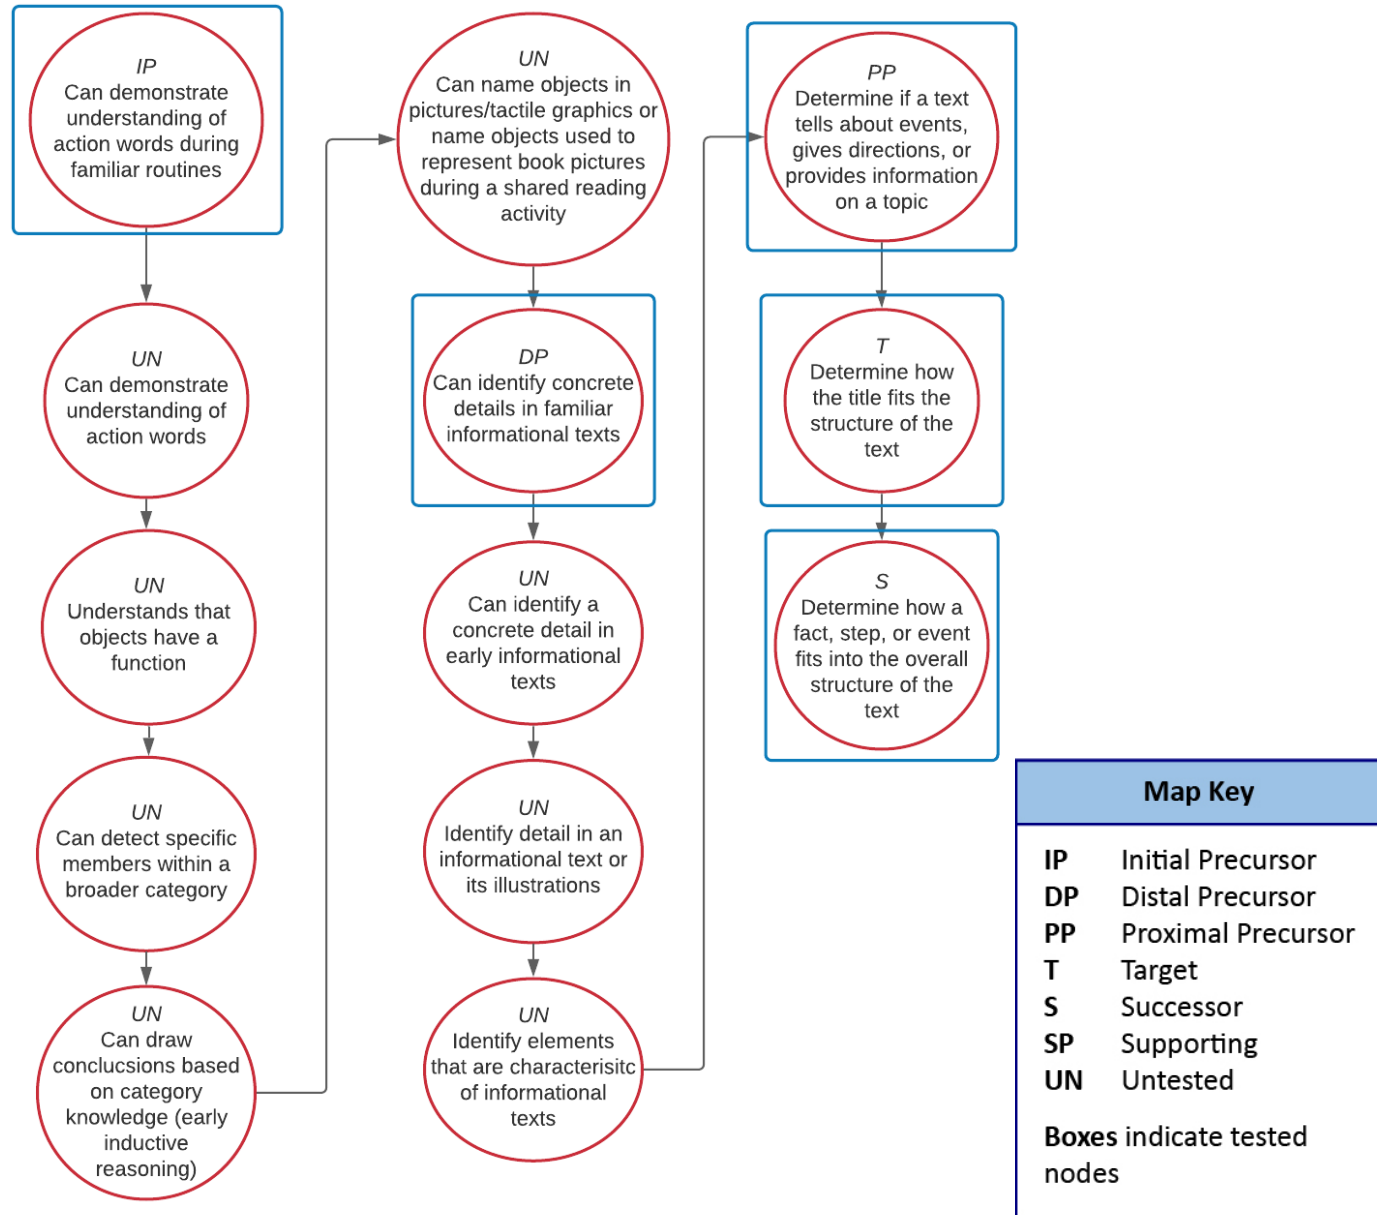 IP
Can demonstrate
understanding of
action words during
familiar routines
UN
Can demonstrate
understanding of
action words
UN
Understands that
objects have a
function
UN
Can detect specific
members within a
broader category
UN
Can draw
conclucsions based
on category
knowledge (early
inductive
reasoning)
UN
Can name objects in
pictures/tactile graphics or
name objects used to
represent book pictures
during a shared reading
activity
DP
Can identify concrete
details in familiar
informational texts
UN
Can identify a
concrete detail in
early informational
texts
UN
Identify detail in an
informational text or
its illustrations
UN
Identify elements
that are characterisitc
of informational
texts
PP
Determine if a text
tells about events,
gives directions, or
provides information
on a topic
T
Determine how
the title fits the
structure of the
text
S
Determine how a
fact, step, or event
fits into the overall
structure of the
text
Map Key
IP Initial Precursor
DP Distal Precursor
PP Proximal Precursor
T Target
S Successor
SP Supporting
UN Untested
Boxes indicate tested
nodes